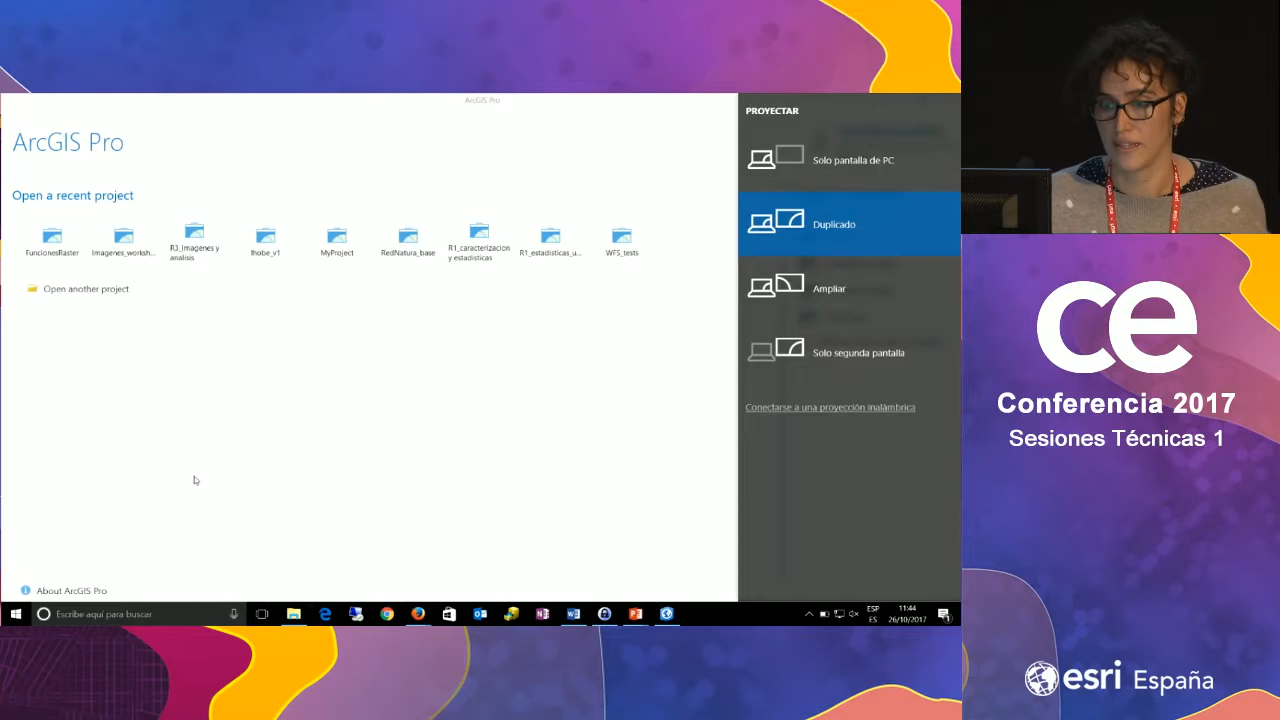 ArcGIS Pro
ArcGIS Pro
Open a recent project
FuncionesRaster
Imagenes_worksh...
R3_Imagenes y
analisis
Ihobe_v1
MyProject
RedNatura_base
R1_caracterizacion
y estadisticas
R1_estadisticas_u...
WFS_tests
Open another project
About ArcGIS Pro
PROYECTAR
Solo pantalla de PC
Duplicado
Ampliar
Solo segunda pantalla
Conectarse a una proyección inalámbrica
Escribe aquí para buscar
ESP
ES
11:44
26/10/2017
ce
Conferencia 2017
Sesiones Técnicas 1
esri España